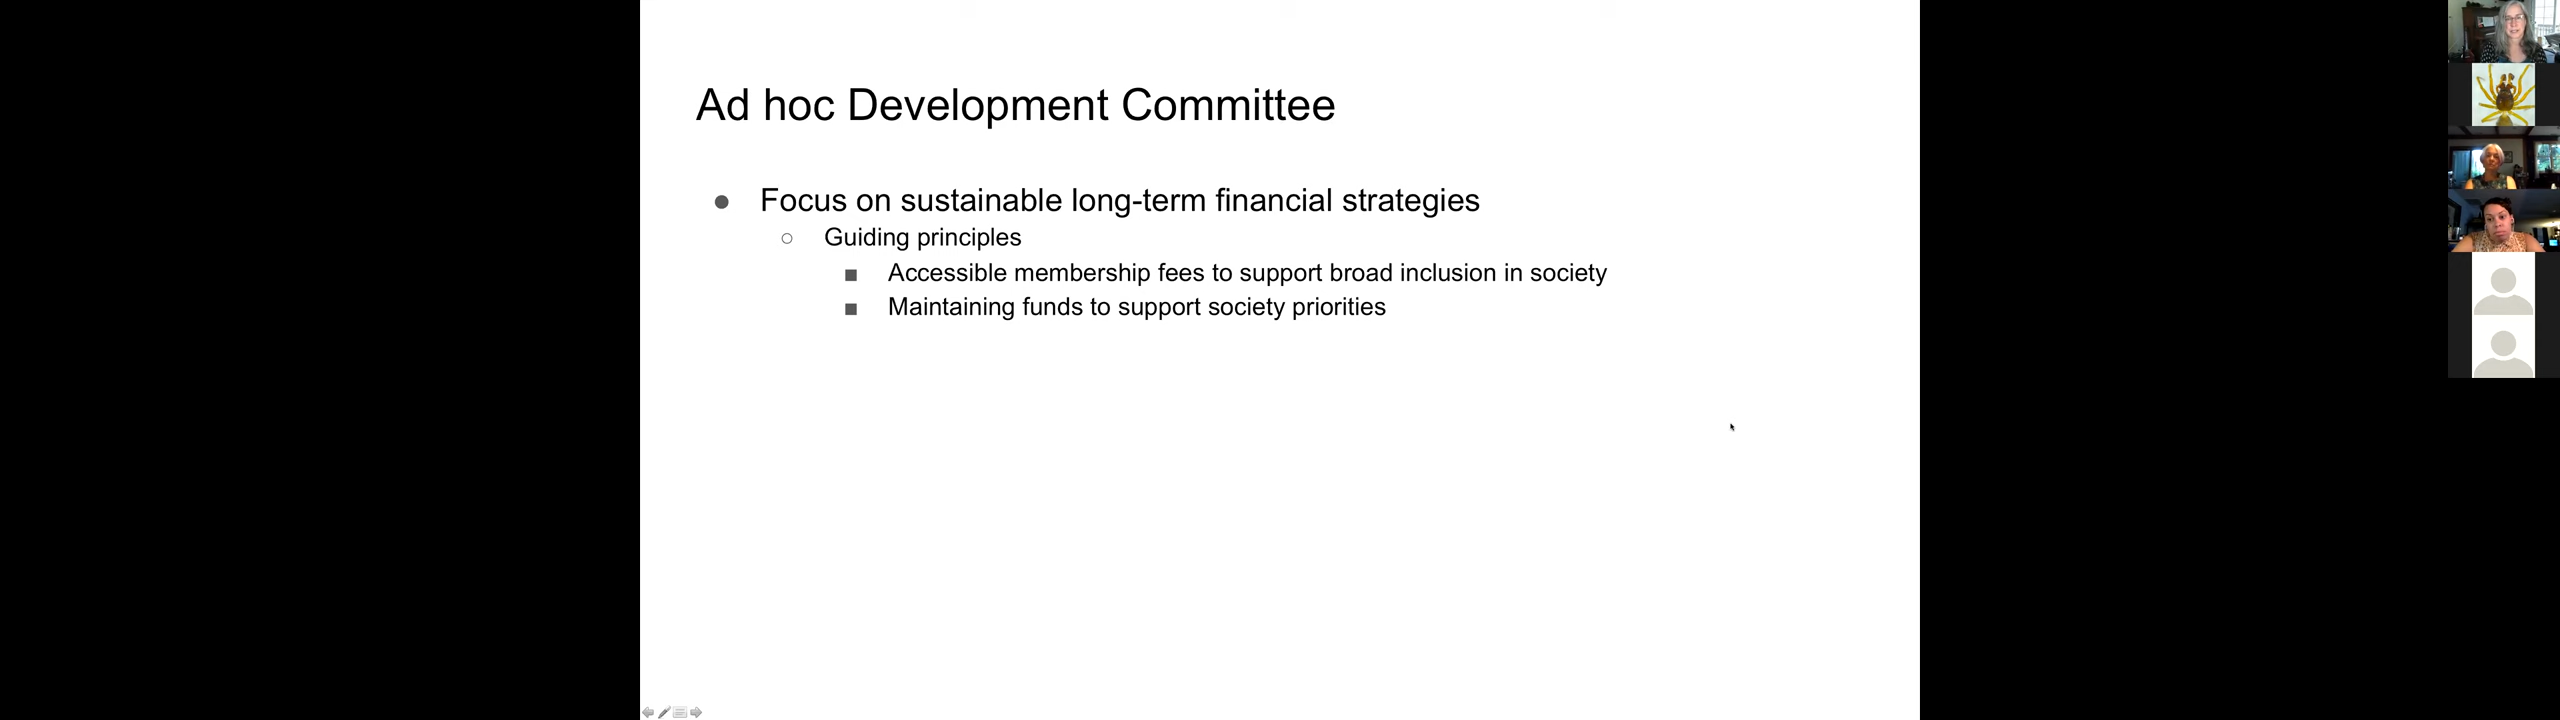 Ad hoc Development Committee
Focus on sustainable long-term financial strategies
Guiding principles
Accessible membership fees to support broad inclusion in society
Maintaining funds to support society priorities